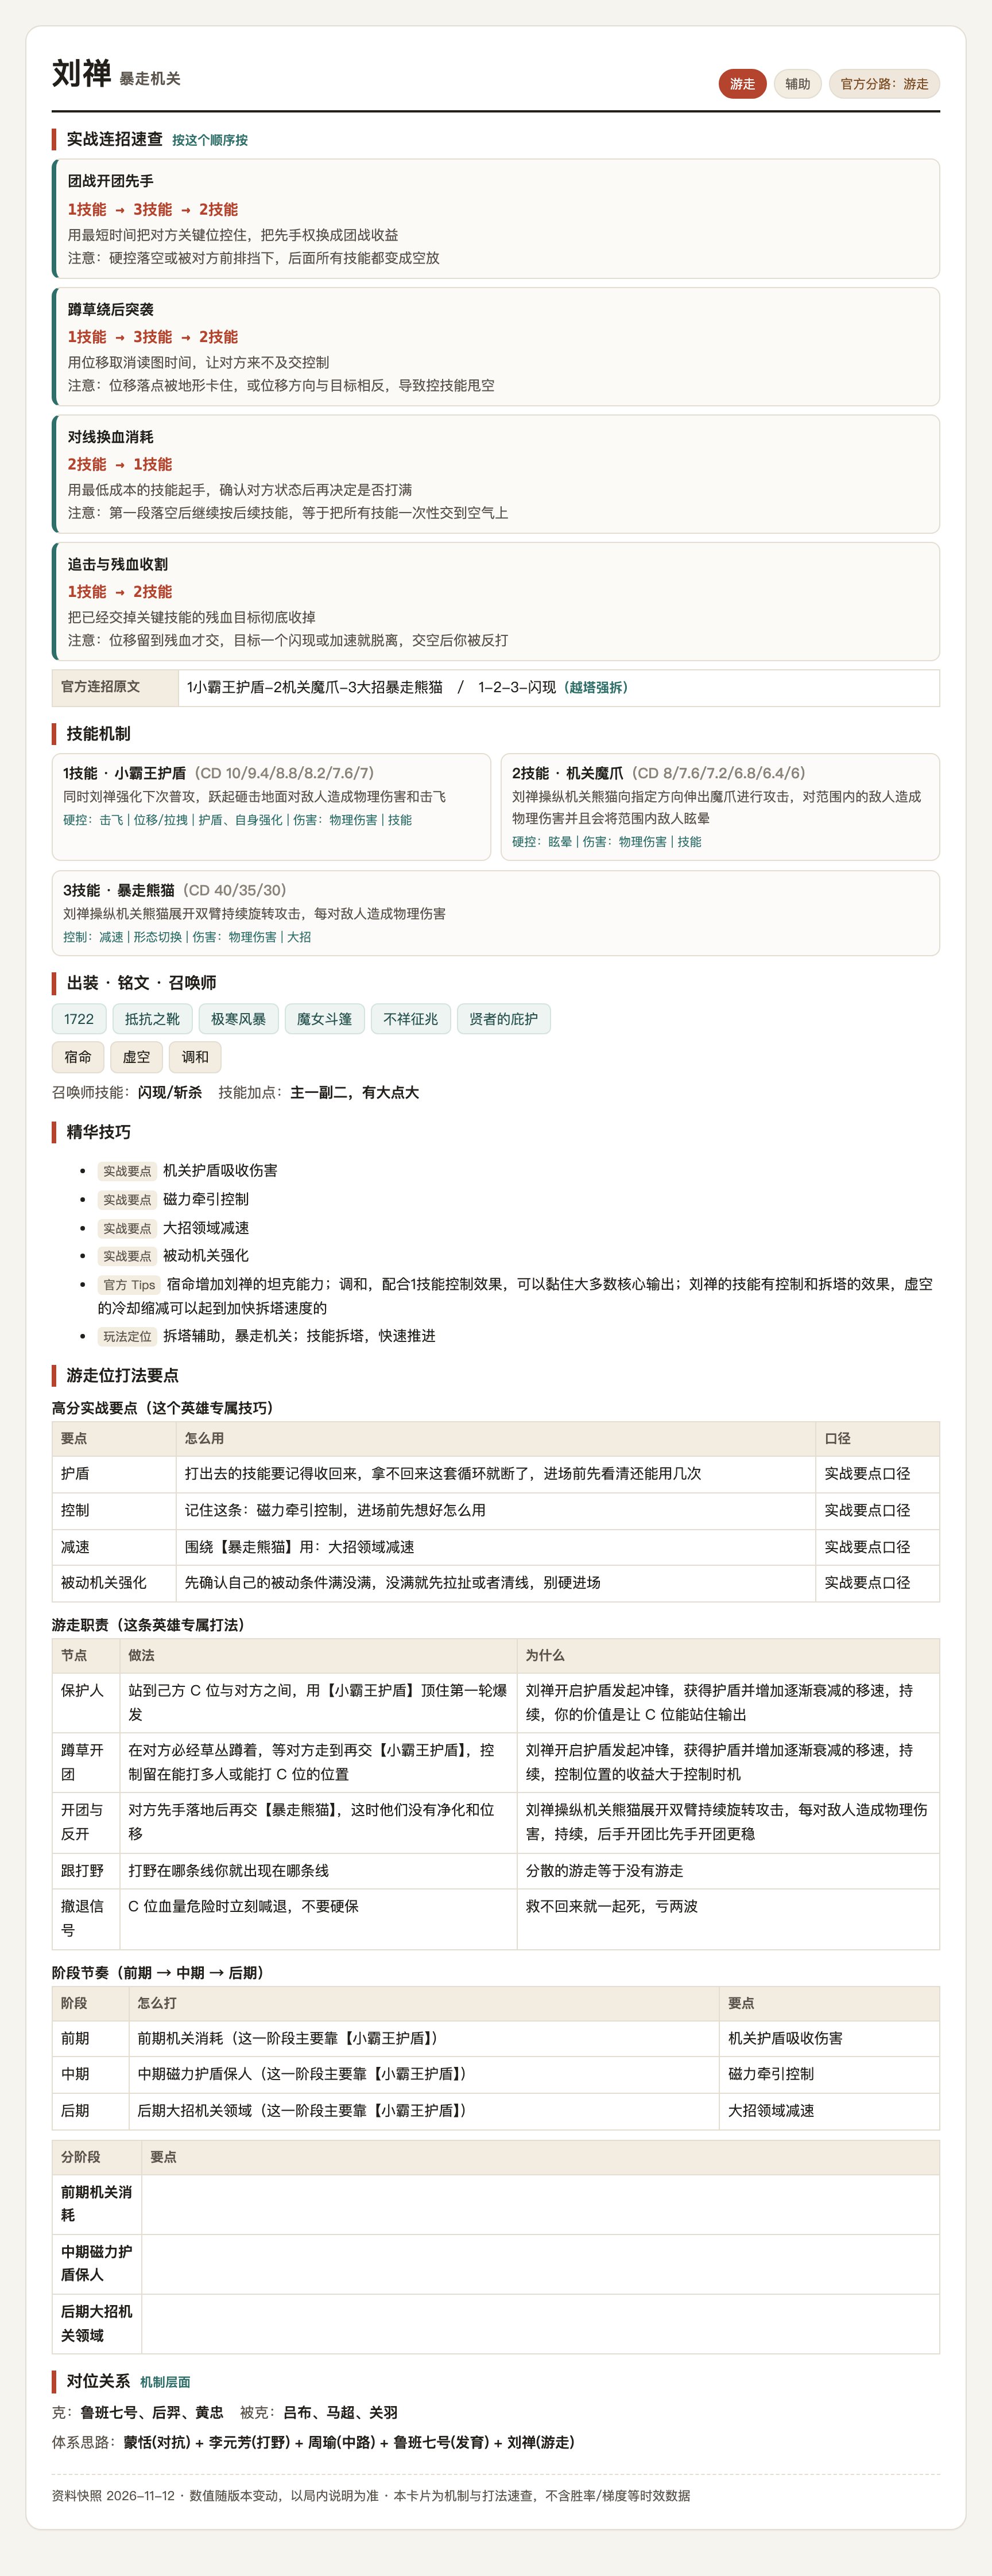 刘禅 暴走机关
游走 辅助 官方分路：游走
实战连招速查 按这个顺序按
团战开团先手
1技能 → 3技能 → 2技能
用最短时间把对方关键位控住，把先手权换成团战收益
注意：硬控落空或被对方前排挡下，后面所有技能都变成空放
蹲草绕后突袭
1技能 → 3技能 → 2技能
用位移取消读图时间，让对方来不及交控制
注意：位移落点被地形卡住，或位移方向与目标相反，导致控技能甩空
对线换血消耗
2技能 → 1技能
用最低成本的技能起手，确认对方状态后再决定是否打满
注意：第一段落空后继续按后续技能，等于把所有技能一次性交到空气上
追击与残血收割
1技能 → 2技能
把已经交掉关键技能的残血目标彻底收掉
注意：位移留到残血才交，目标一个闪现或加速就脱离，交空后你被反打
官方连招原文 1小霸王护盾-2机关魔爪-3大招暴走熊猫 / 1-2-3-闪现（越塔强拆）
技能机制
1技能 · 小霸王护盾（CD 10/9.4/8.8/8.2/7.6/7）
同时刘禅强化下次普攻，跃起砸击地面对敌人造成物理伤害和击飞
硬控：击飞 | 位移/拉拽 | 护盾、自身强化 | 伤害：物理伤害 | 技能
2技能 · 机关魔爪（CD 8/7.6/7.2/6.8/6.4/6）
刘禅操纵机关熊猫向指定方向伸出魔爪进行攻击，对范围内的敌人造成
物理伤害并且会将范围内敌人眩晕
硬控：眩晕 | 伤害：物理伤害 | 技能
3技能 · 暴走熊猫（CD 40/35/30）
刘禅操纵机关熊猫展开双臂持续旋转攻击，每对敌人造成物理伤害
控制：减速 | 形态切换 | 伤害：物理伤害 | 大招
出装 · 铭文 · 召唤师
1722 抵抗之靴 极寒风暴 魔女斗篷 不祥征兆 贤者的庇护
宿命 虚空 调和
召唤师技能：闪现/斩杀 技能加点：主一副二，有大点大
精华技巧
• 实战要点 机关护盾吸收伤害
• 实战要点 磁力牵引控制
• 实战要点 大招领域减速
• 实战要点 被动机关强化
• 官方 Tips 宿命增加刘禅的坦克能力；调和，配合1技能控制效果，可以黏住大多数核心输出；刘禅的技能有控制和拆塔的效果，虚空
的冷却缩减可以起到加快拆塔速度的
• 玩法定位 拆塔辅助，暴走机关；技能拆塔，快速推进
游走位打法要点
高分实战要点（这个英雄专属技巧）
要点 怎么用 口径
护盾 打出去的技能要记得收回来，拿不回来这套循环就断了，进场前先看清还能用几次 实战要点口径
控制 记住这条：磁力牵引控制，进场前先想好怎么用 实战要点口径
减速 围绕【暴走熊猫】用：大招领域减速 实战要点口径
被动机关强化 先确认自己的被动条件满没满，没满就先拉扯或者清线，别硬进场 实战要点口径
游走职责（这条英雄专属打法）
节点 做法 为什么
保护人 站到己方 C 位与对方之间，用【小霸王护盾】顶住第一轮爆
发 刘禅开启护盾发起冲锋，获得护盾并增加逐渐衰减的移速，持
续，你的价值是让 C 位能站住输出
蹲草开
团 在对方必经草丛蹲着，等对方走到再交【小霸王护盾】，控
制留在能打多人或能打 C 位的位置 刘禅开启护盾发起冲锋，获得护盾并增加逐渐衰减的移速，持
续，控制位置的收益大于控制时机
开团与
反开 对方先手落地后再交【暴走熊猫】，这时他们没有净化和位
移 刘禅操纵机关熊猫展开双臂持续旋转攻击，每对敌人造成物理伤
害，持续，后手开团比先手开团更稳
跟打野 打野在哪条线你就出现在哪条线 分散的游走等于没有游走
撤退信
号 C 位血量危险时立刻喊退，不要硬保 救不回来就一起死，亏两波
阶段节奏（前期 → 中期 → 后期）
阶段 怎么打 要点
前期 前期机关消耗（这一阶段主要靠【小霸王护盾】） 机关护盾吸收伤害
中期 中期磁力护盾保人（这一阶段主要靠【小霸王护盾】） 磁力牵引控制
后期 后期大招机关领域（这一阶段主要靠【小霸王护盾】） 大招领域减速
分阶段 要点
前期机关消
耗
中期磁力护
盾保人
后期大招机
关领域
对位关系 机制层面
克：鲁班七号、后羿、黄忠 被克：吕布、马超、关羽
体系思路：蒙恬(对抗) + 李元芳(打野) + 周瑜(中路) + 鲁班七号(发育) + 刘禅(游走)
资料快照 2026-11-12 · 数值随版本变动，以局内说明为准 · 本卡片为机制与打法速查，不含胜率/梯度等时效数据